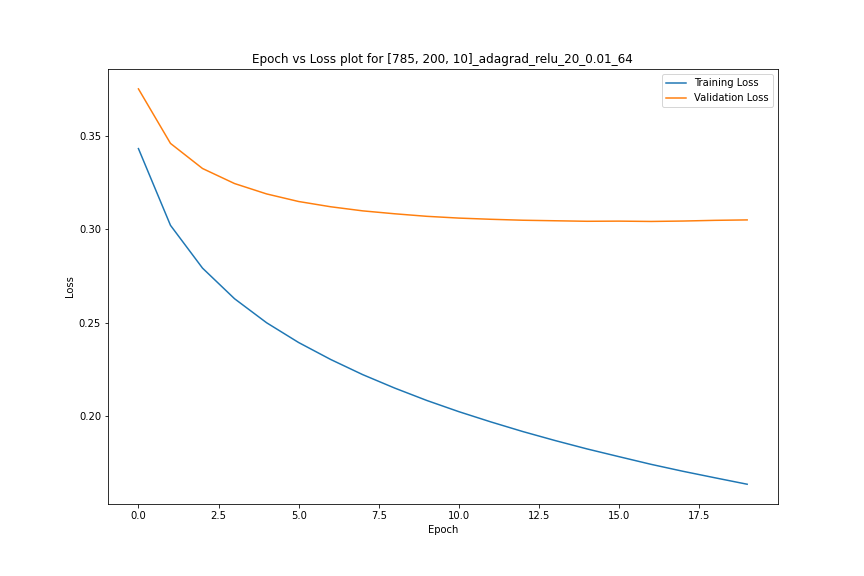 Epoch vs Loss plot for [785, 200, 10]_adagrad_relu_20_0.01_64
Training Loss
Validation Loss
0.35
0.30
0.25
0.20
Loss
0.0 2.5 5.0 7.5 10.0 12.5 15.0 17.5
Epoch